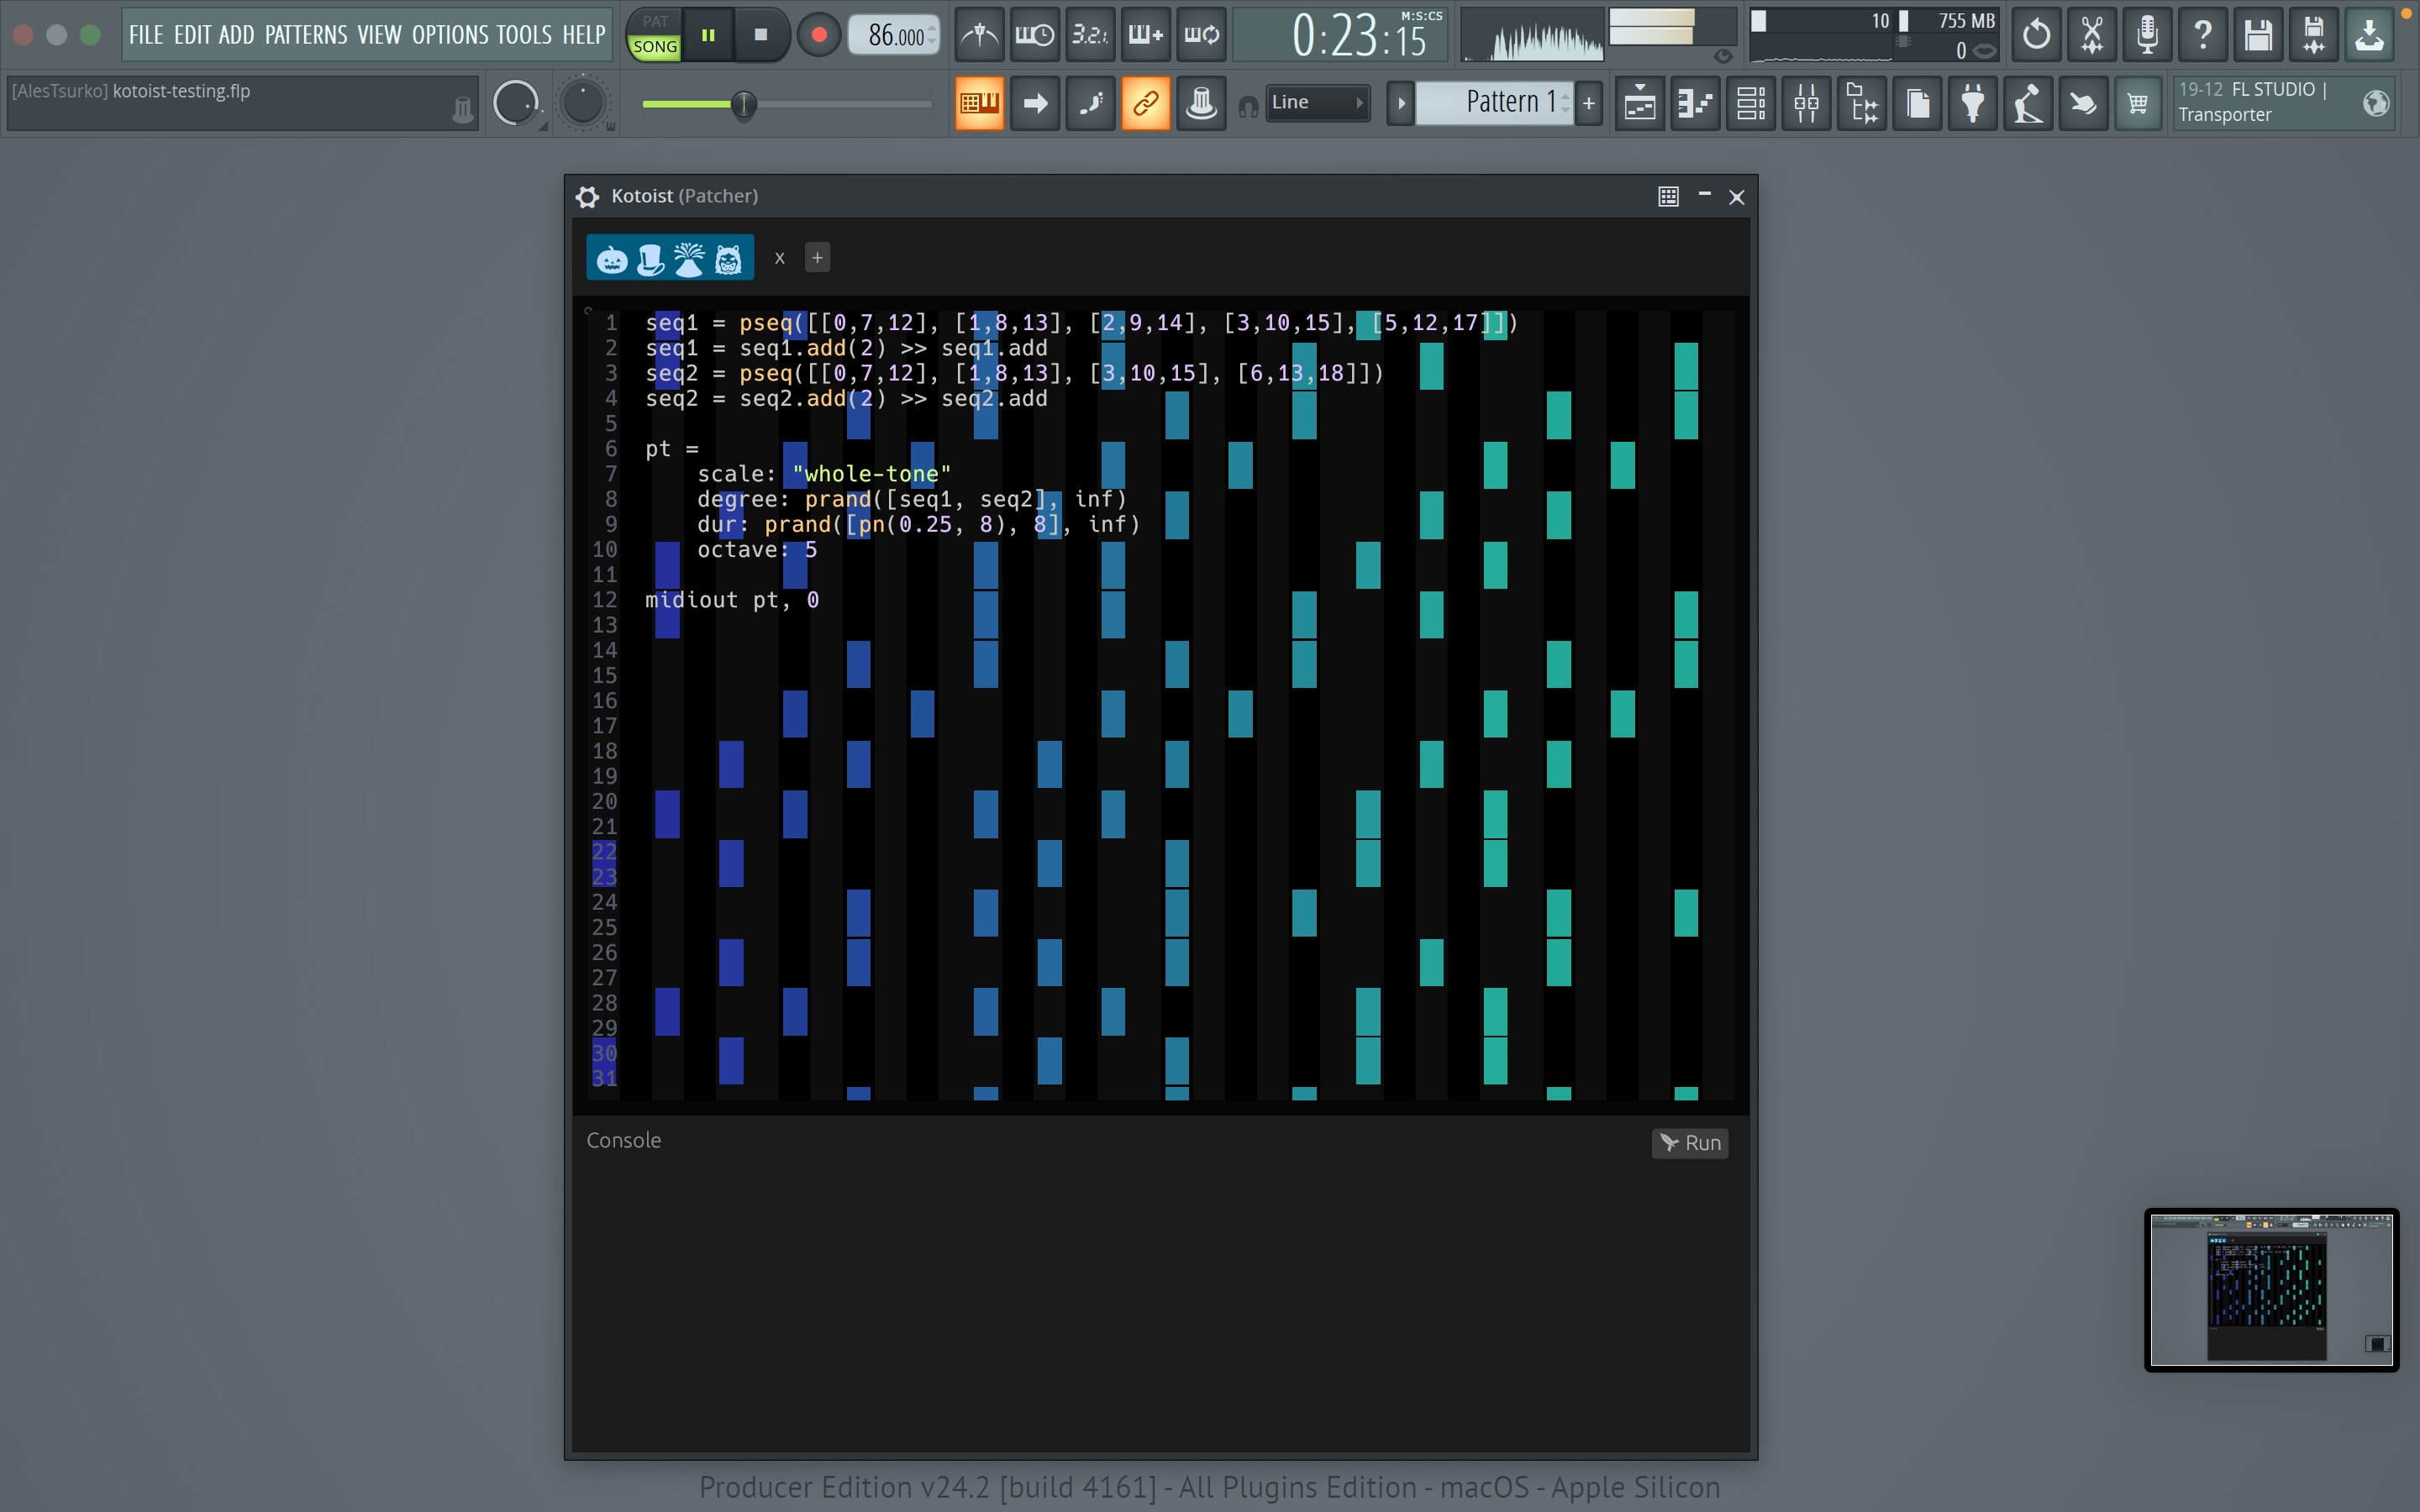 FILE EDIT ADD PATTERNS VIEW OPTIONS TOOLS HELP
PAT
SONG
86.000
3.2.1.
M:S:CS
0:23:15
10
755 MB
0
[AlesTsurko] kotoist-testing.flp
Line
Pattern 1
+
19-12 FL STUDIO |
Transporter
Kotoist (Patcher)
x
+
1 seq1 = pseq([[0,7,12], [1,8,13], [2,9,14], [3,10,15], [5,12,17]])
2 seq1 = seq1.add(2) >> seq1.add
3 seq2 = pseq([[0,7,12], [1,8,13], [3,10,15], [6,13,18]])
4 seq2 = seq2.add(2) >> seq2.add
5
6 pt =
7     scale: "whole-tone"
8     degree: prand([seq1, seq2], inf)
9     dur: prand([pn(0.25, 8), 8], inf)
10     octave: 5
11
12 midiout pt, 0
13
14
15
16
17
18
19
20
21
22
23
24
25
26
27
28
29
30
31
Console
Run
Producer Edition v24.2 [build 4161] - All Plugins Edition - macOS - Apple Silicon